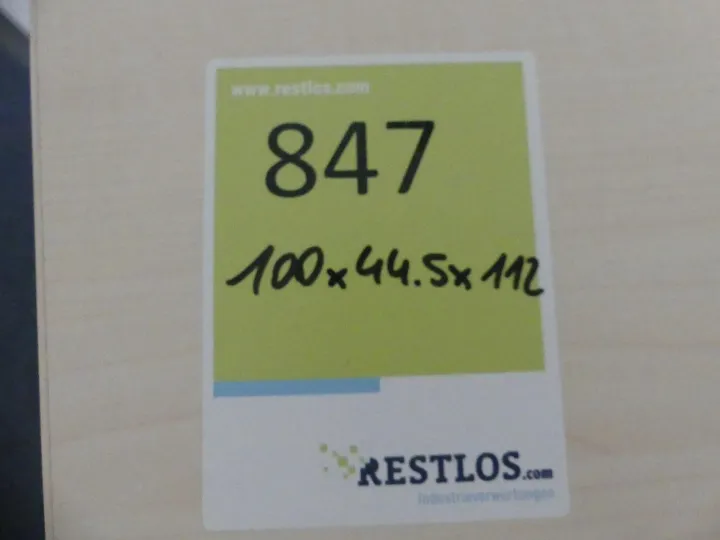 www.restlos.com
847
100x44.5x112
RESTLOS.com
Industrieverwertungen